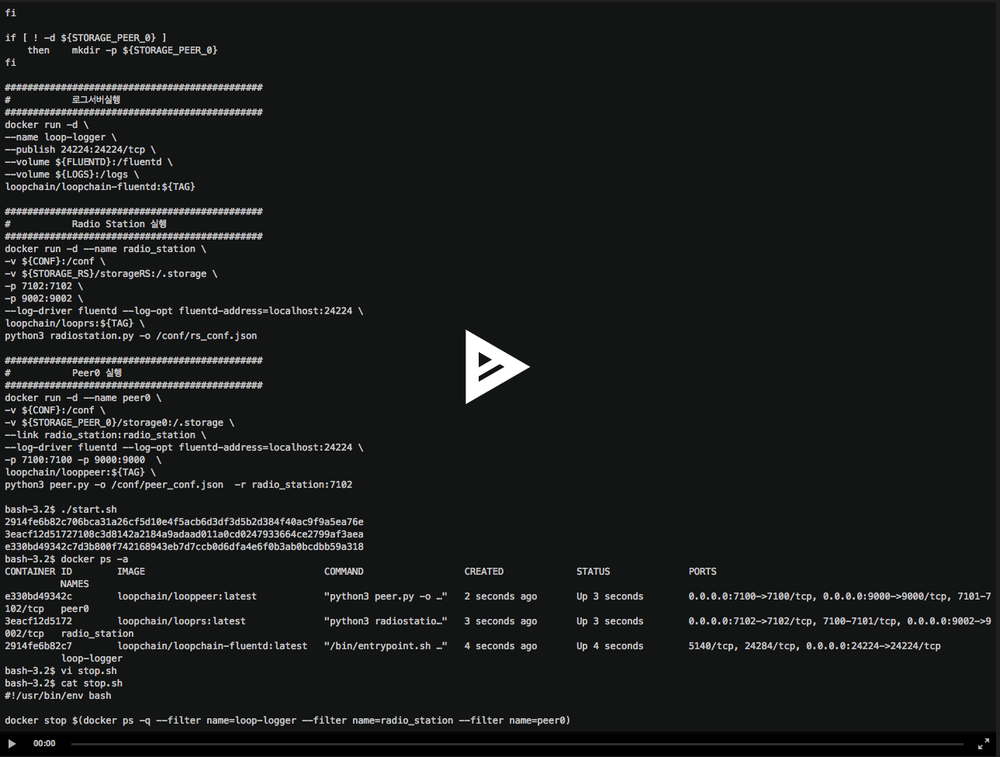 fi

if [ ! -d ${STORAGE_PEER_0} ]
    then    mkdir -p ${STORAGE_PEER_0}
fi

##############################################
#           로그서버실행
##############################################
docker run -d \
--name loop-logger \
--publish 24224:24224/tcp \
--volume ${FLUENTD}:/fluentd \
--volume ${LOGS}:/logs \
loopchain/loopchain-fluentd:${TAG}

##############################################
#           Radio Station 실행
##############################################
docker run -d --name radio_station \
-v ${CONF}:/conf \
-v ${STORAGE_RS}/storageRS:/.storage \
-p 7102:7102 \
-p 9002:9002 \
--log-driver fluentd --log-opt fluentd-address=localhost:24224 \
loopchain/looprs:${TAG} \
python3 radiostation.py -o /conf/rs_conf.json

##############################################
#           Peer0 실행
##############################################
docker run -d --name peer0 \
-v ${CONF}:/conf \
-v ${STORAGE_PEER_0}/storage0:/.storage \
--link radio_station:radio_station \
--log-driver fluentd --log-opt fluentd-address=localhost:24224 \
-p 7100:7100 -p 9000:9000  \
loopchain/looppeer:${TAG} \
python3 peer.py -o /conf/peer_conf.json  -r radio_station:7102

bash-3.2$ ./start.sh
2914fe6b82c706bca31a26cf5d10e4f5acb6d3df3d5b2d384f40ac9f9a5ea76e
3eacf12d51727108c3d8142a2184a9adaad011a0cd0247933664ce2799af3aea
e330bd49342c7d3b800f742168943eb7d7ccb0d6dfa4e6f0b3ab0bcdbb59a318
bash-3.2$ docker ps -a
CONTAINER ID        IMAGE                                COMMAND                  CREATED             STATUS              PORTS
          NAMES
e330bd49342c        loopchain/looppeer:latest            "python3 peer.py -o …"   2 seconds ago       Up 3 seconds        0.0.0.0:7100->7100/tcp, 0.0.0.0:9000->9000/tcp, 7101-7
102/tcp   peer0
3eacf12d5172        loopchain/looprs:latest              "python3 radiostatio…"   3 seconds ago       Up 3 seconds        0.0.0.0:7102->7102/tcp, 7100-7101/tcp, 0.0.0.0:9002->9
002/tcp   radio_station
2914fe6b82c7        loopchain/loopchain-fluentd:latest   "/bin/entrypoint.sh …"   4 seconds ago       Up 4 seconds        5140/tcp, 24284/tcp, 0.0.0.0:24224->24224/tcp
          loop-logger
bash-3.2$ vi stop.sh
bash-3.2$ cat stop.sh
#!/usr/bin/env bash

docker stop $(docker ps -q --filter name=loop-logger --filter name=radio_station --filter name=peer0)
00:00